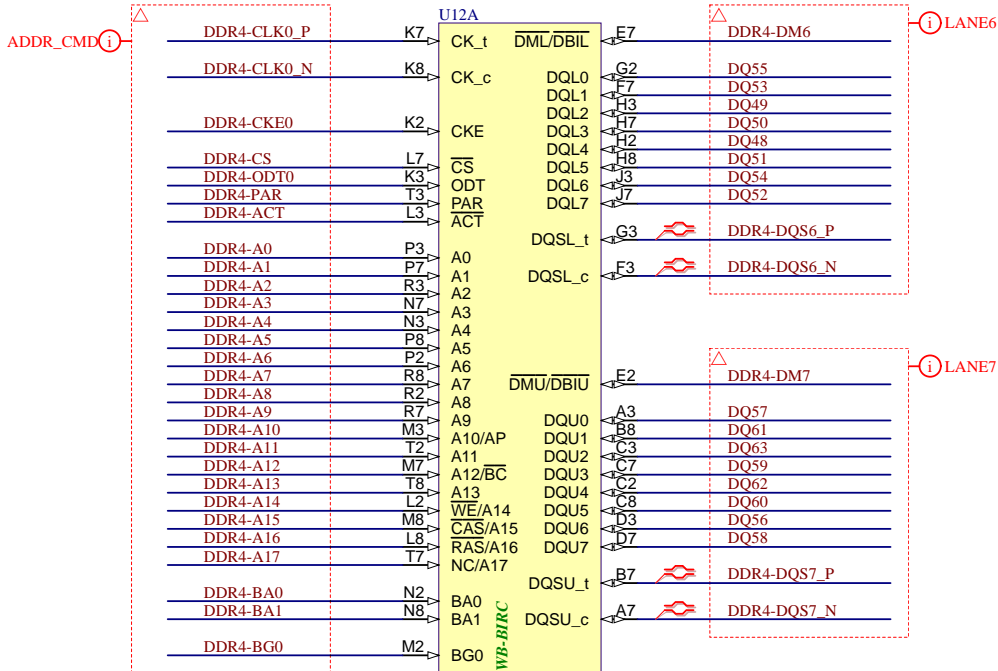 U12A
ADDR_CMD i
i LANE6
DDR4-CLK0_P K7 CK_t DML/DBIL E7 DDR4-DM6
DDR4-CLK0_N K8 CK_c DQL0 G2 DQ55
DQL1 F7 DQ53
DQL2 H3 DQ49
DDR4-CKE0 K2 CKE DQL3 H7 DQ50
DQL4 H2 DQ48
DDR4-CS L7 CS DQL5 H8 DQ51
DDR4-ODT0 K3 ODT DQL6 J3 DQ54
DDR4-PAR T3 PAR DQL7 J7 DQ52
DDR4-ACT L3 ACT
DQSL_t G3 DDR4-DQS6_P
DDR4-A0 P3 A0
DDR4-A1 P7 A1 DQSL_c F3 DDR4-DQS6_N
DDR4-A2 R3 A2
DDR4-A3 N7 A3
DDR4-A4 N3 A4
DDR4-A5 P8 A5
DDR4-A6 P2 A6
i LANE7
DDR4-A7 R8 A7 DMU/DBIU E2 DDR4-DM7
DDR4-A8 R2 A8
DDR4-A9 R7 A9 DQU0 A3 DQ57
DDR4-A10 M3 A10/AP DQU1 B8 DQ61
DDR4-A11 T2 A11 DQU2 C3 DQ63
DDR4-A12 M7 A12/BC DQU3 C7 DQ59
DDR4-A13 T8 A13 DQU4 C2 DQ62
DDR4-A14 L2 WE/A14 DQU5 C8 DQ60
DDR4-A15 M8 CAS/A15 DQU6 D3 DQ56
DDR4-A16 L8 RAS/A16 DQU7 D7 DQ58
DDR4-A17 T7 NC/A17
DQSU_t B7 DDR4-DQS7_P
DDR4-BA0 N2 BA0
DDR4-BA1 N8 BA1 DQSU_c A7 DDR4-DQS7_N
DDR4-BG0 M2 BG0
WB-BIRC